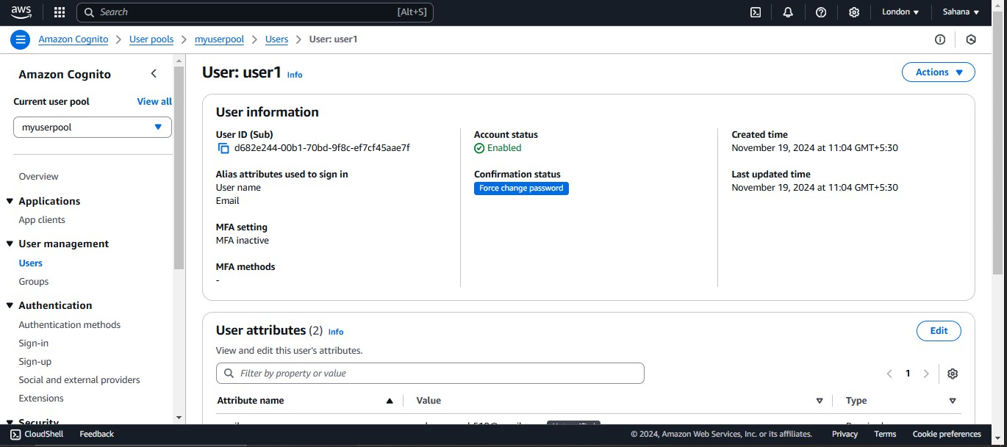 aws
Search [Alt+S] London Sahana
Amazon Cognito > User pools > myuserpool > Users > User: user1
Amazon Cognito
Current user pool View all
myuserpool
Overview
Applications
App clients
User management
Users
Groups
Authentication
Authentication methods
Sign-in
Sign-up
Social and external providers
Extensions
Security
User: user1 Info
Actions
User information
User ID (Sub)
d682e244-00b1-70bd-9f8c-ef7cf45aae7f
Alias attributes used to sign in
User name
Email
MFA setting
MFA inactive
MFA methods
-
Account status
Enabled
Confirmation status
Force change password
Created time
November 19, 2024 at 11:04 GMT+5:30
Last updated time
November 19, 2024 at 11:04 GMT+5:30
User attributes (2) Info
Edit
View and edit this user's attributes.
Filter by property or value
1
Attribute name Value Type
CloudShell Feedback © 2024, Amazon Web Services, Inc. or its affiliates. Privacy Terms Cookie preferences